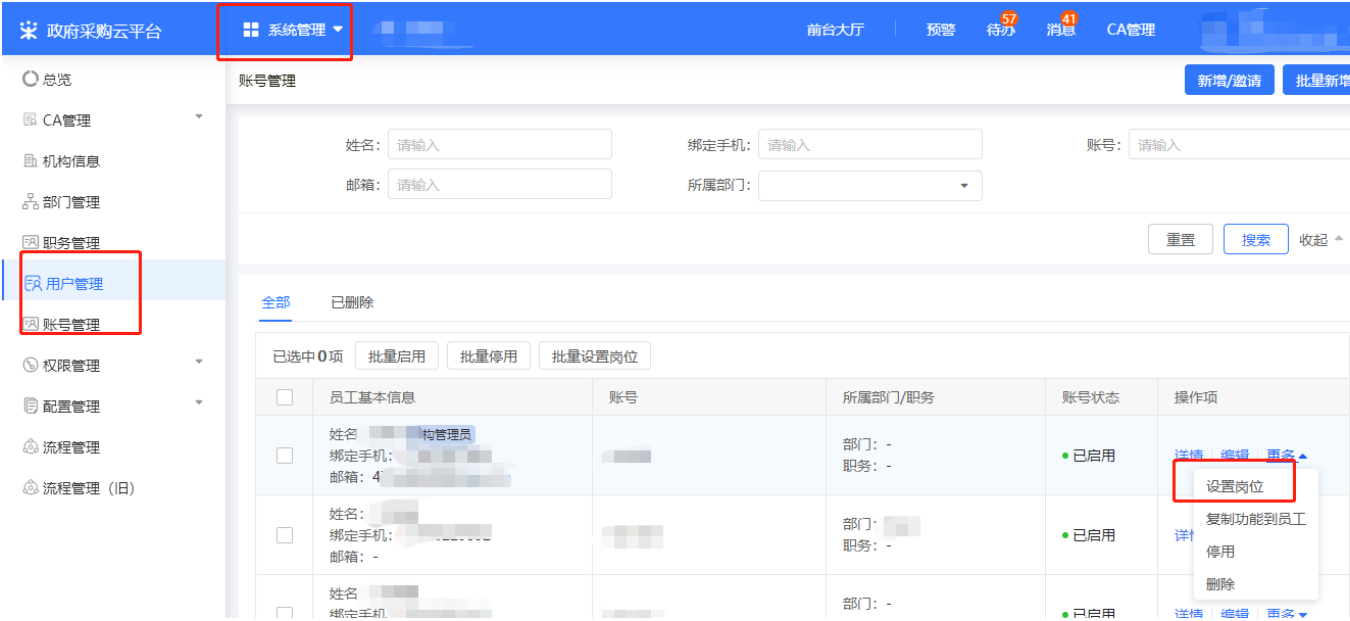 政府采购云平台
系统管理
前台大厅
预警
待办
57
消息
41
CA管理
总览
CA管理
机构信息
部门管理
职务管理
用户管理
账号管理
权限管理
配置管理
流程管理
流程管理（旧）
账号管理
新增/邀请
批量新增
姓名： 请输入
绑定手机： 请输入
账号： 请输入
邮箱： 请输入
所属部门：
重置
搜索
收起
全部
已删除
已选中0项
批量启用
批量停用
批量设置岗位
员工基本信息 账号 所属部门/职务 账号状态 操作项
姓名 构管理员
绑定手机：
邮箱：4
部门：-
职务：-
已启用
详情 编辑 更多
设置岗位
复制功能到员工
停用
删除
姓名：
绑定手机：
邮箱：-
部门：
职务：-
已启用
详情
姓名
绑定手机
部门：-
已启用
详情 编辑 更多